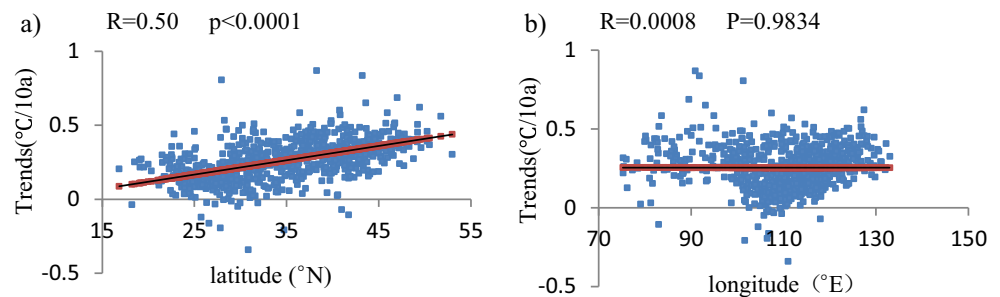 a) R=0.50 p<0.0001
Trends(°C/10a)
1
0.5
0
-0.5
15 25 35 45 55
latitude (°N)
b) R=0.0008 P=0.9834
Trends(°C/10a)
1
0.5
0
-0.5
70 90 110 130 150
longitude（°E）